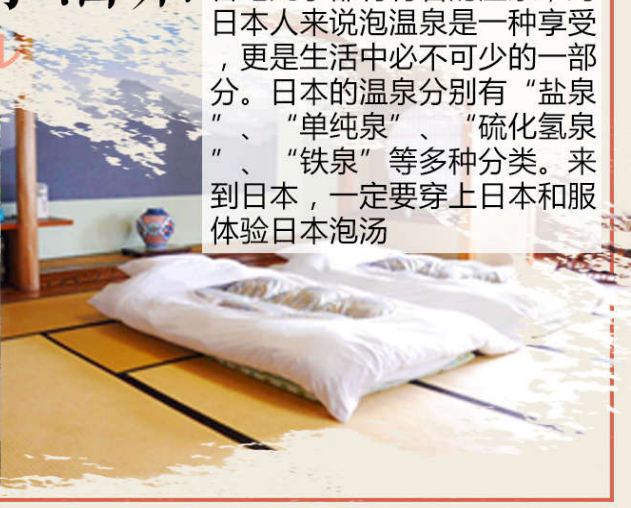 日本人来说泡温泉是一种享受
，更是生活中必不可少的一部
分。日本的温泉分别有“盐泉
”、“单纯泉”、“硫化氢泉
”、“铁泉”等多种分类。来
到日本，一定要穿上日本和服
体验日本泡汤